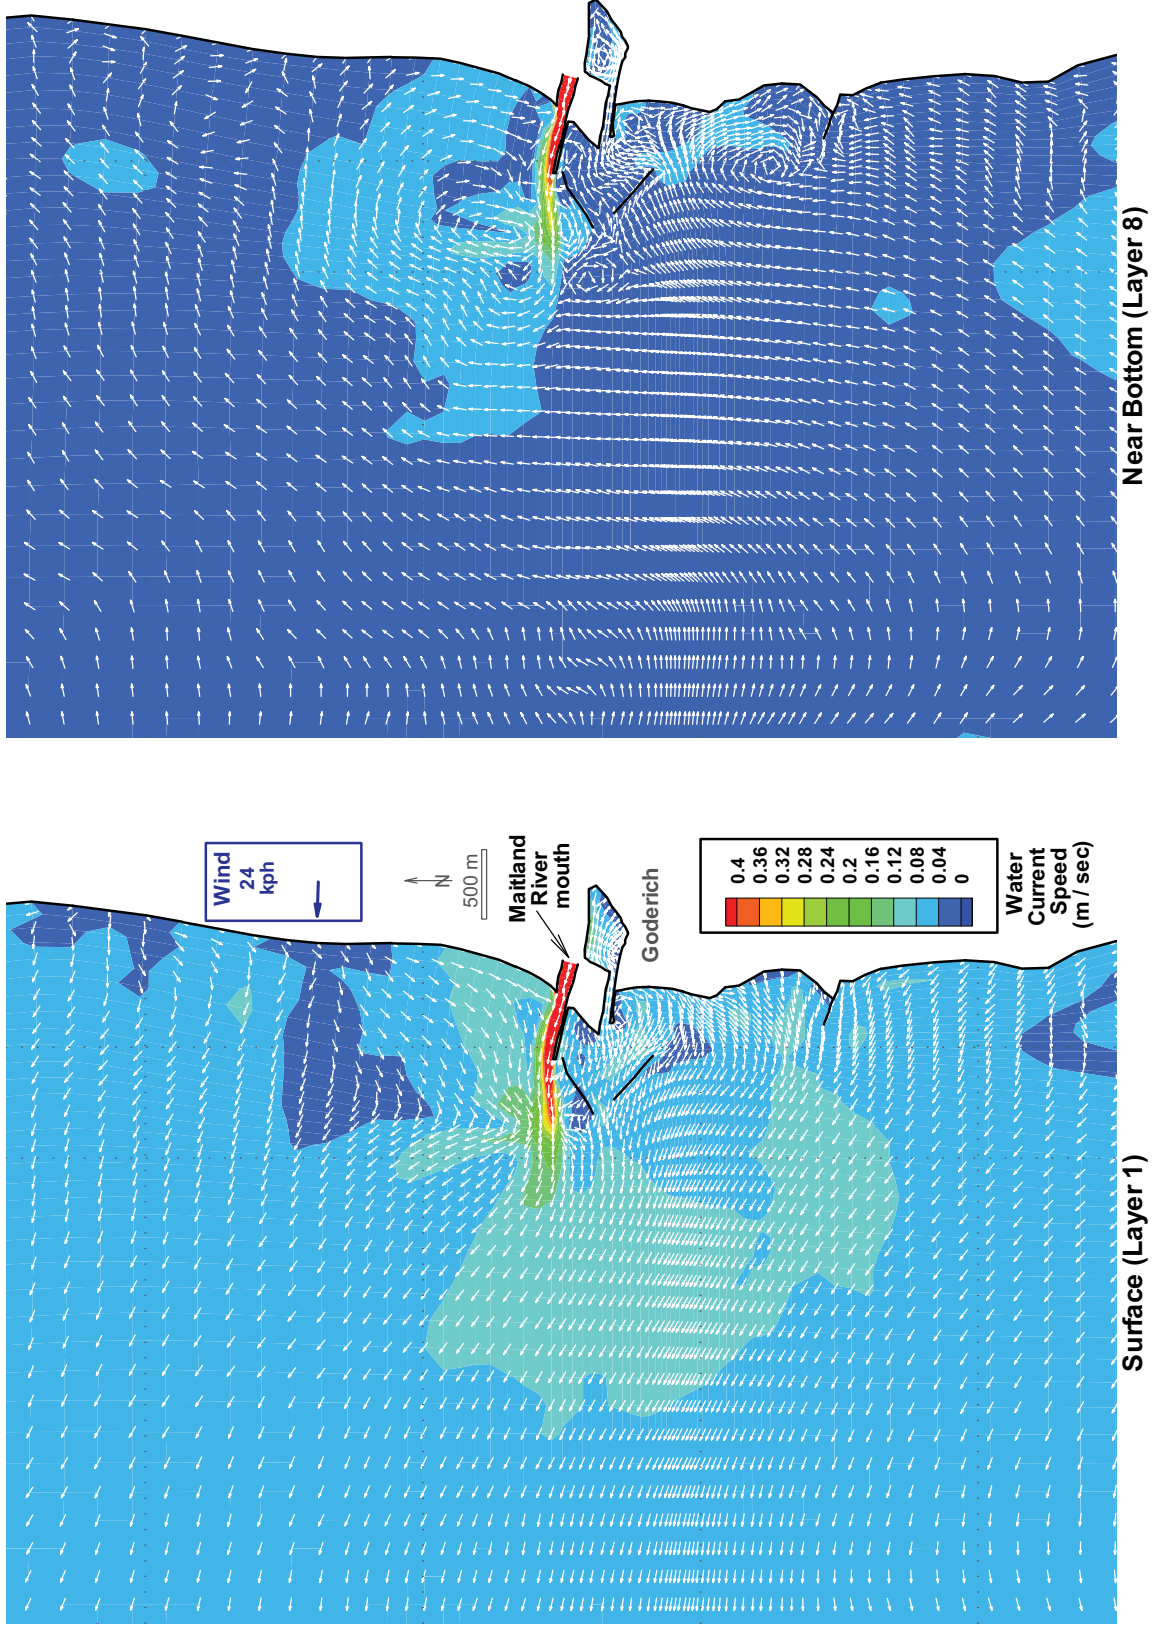 Near Bottom (Layer 8)
Wind
24
kph
N
500 m
Maitland
River
mouth
Goderich
0.4
0.36
0.32
0.28
0.24
0.2
0.16
0.12
0.08
0.04
0
Water
Current
Speed
(m / sec)
Surface (Layer 1)